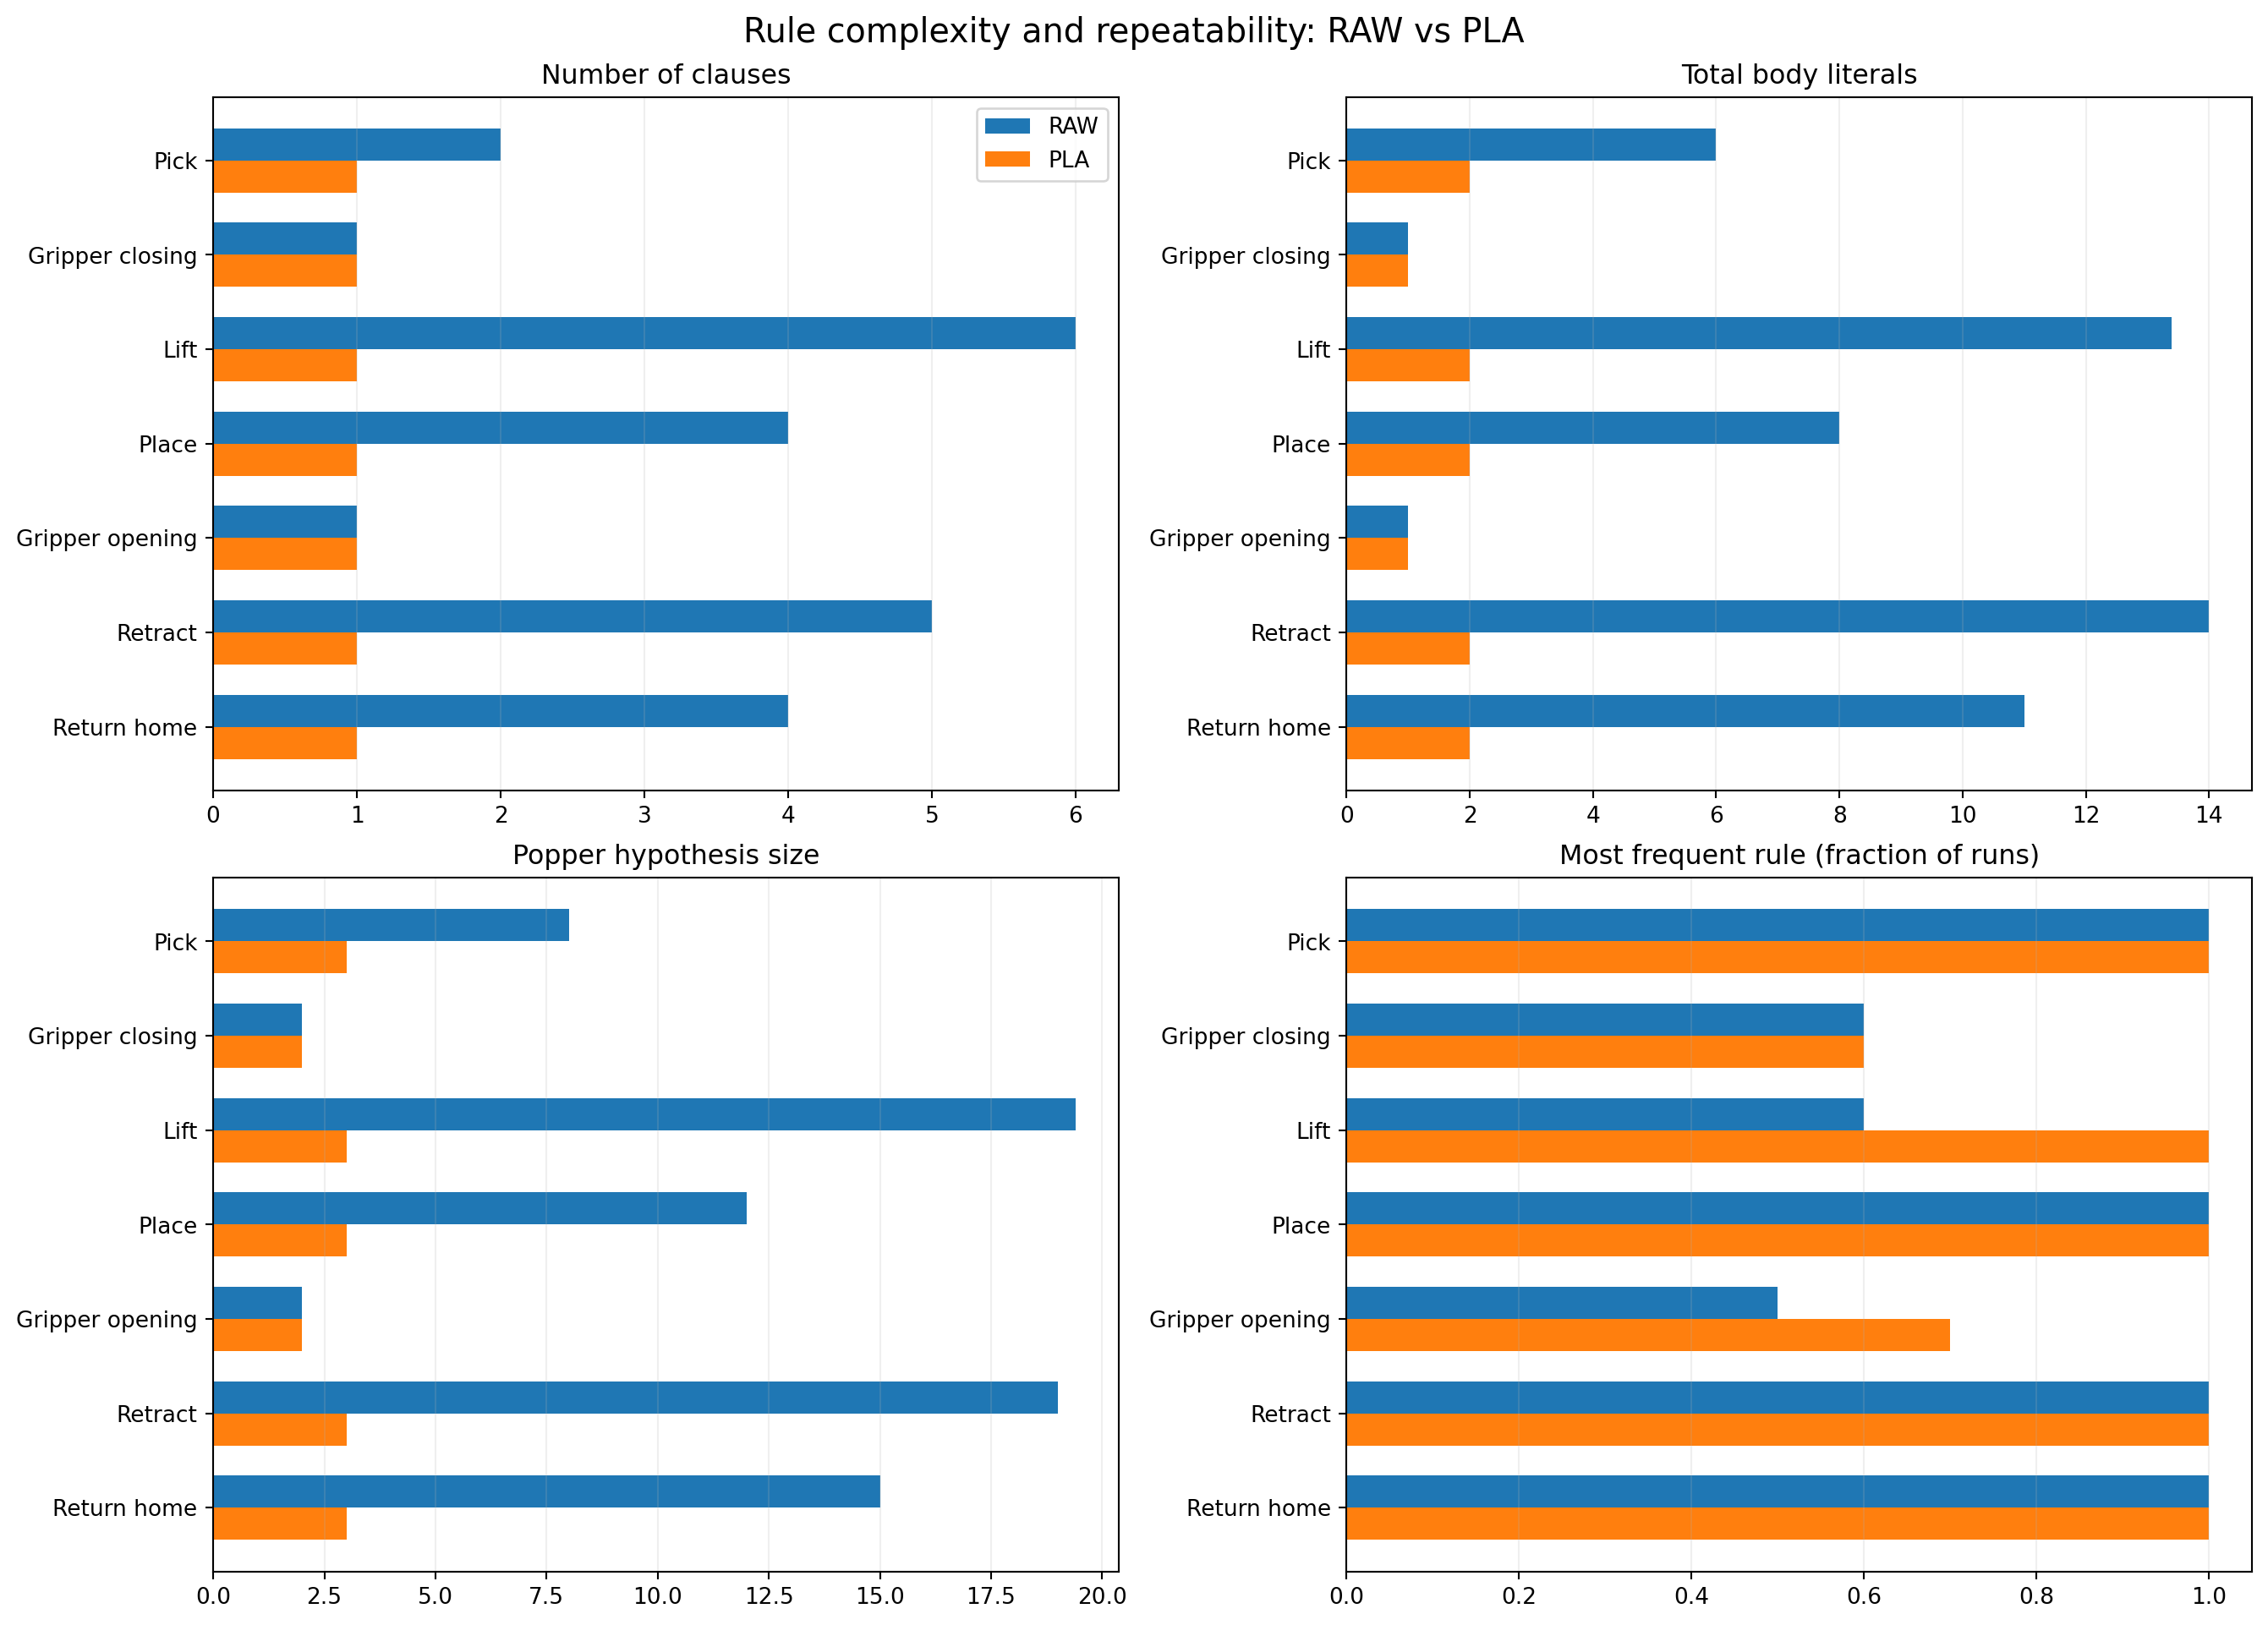 Rule complexity and repeatability: RAW vs PLA
Number of clauses
RAW
PLA
Pick
Gripper closing
Lift
Place
Gripper opening
Retract
Return home
0 1 2 3 4 5 6
Total body literals
Pick
Gripper closing
Lift
Place
Gripper opening
Retract
Return home
0 2 4 6 8 10 12 14
Popper hypothesis size
Pick
Gripper closing
Lift
Place
Gripper opening
Retract
Return home
0.0 2.5 5.0 7.5 10.0 12.5 15.0 17.5 20.0
Most frequent rule (fraction of runs)
Pick
Gripper closing
Lift
Place
Gripper opening
Retract
Return home
0.0 0.2 0.4 0.6 0.8 1.0